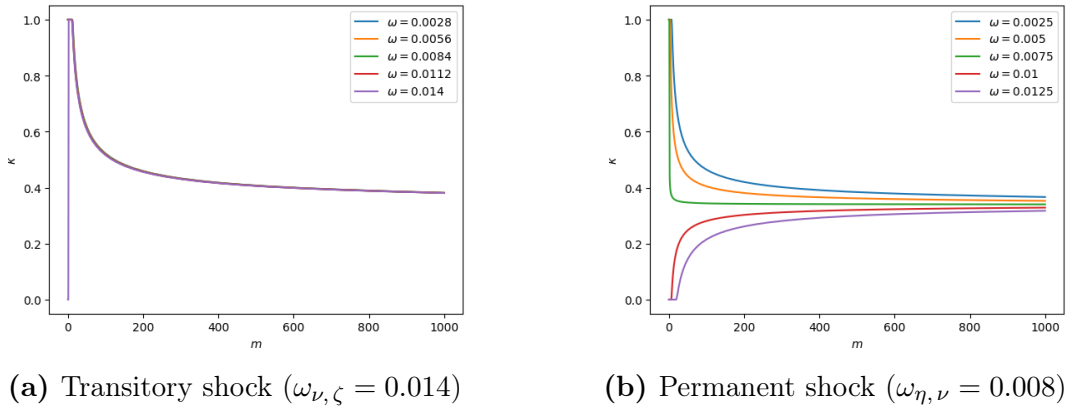 1.0
0.8
0.6
0.4
0.2
0.0
κ
0
200
400
600
800
1000
m
ω = 0.0028
ω = 0.0056
ω = 0.0084
ω = 0.0112
ω = 0.014
(a) Transitory shock (ω_{ν, ζ} = 0.014)
1.0
0.8
0.6
0.4
0.2
0.0
κ
0
200
400
600
800
1000
m
ω = 0.0025
ω = 0.005
ω = 0.0075
ω = 0.01
ω = 0.0125
(b) Permanent shock (ω_{η, ν} = 0.008)